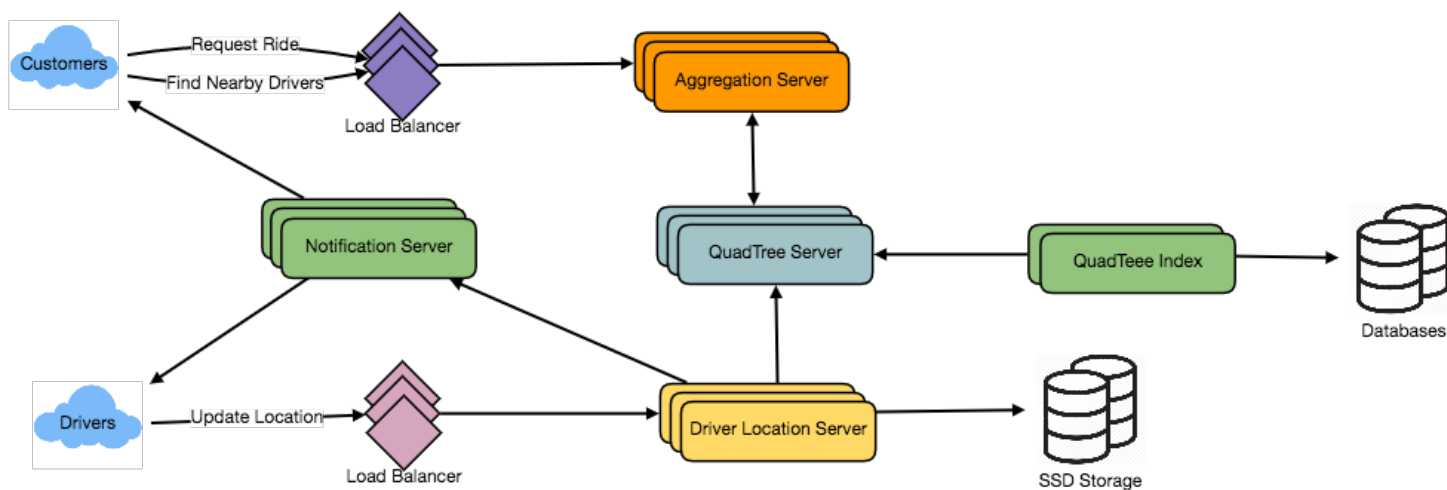 Customers
Request Ride
Find Nearby Drivers
Load Balancer
Aggregation Server
Notification Server
QuadTree Server
QuadTeee Index
Databases
Drivers
Update Location
Load Balancer
Driver Location Server
SSD Storage